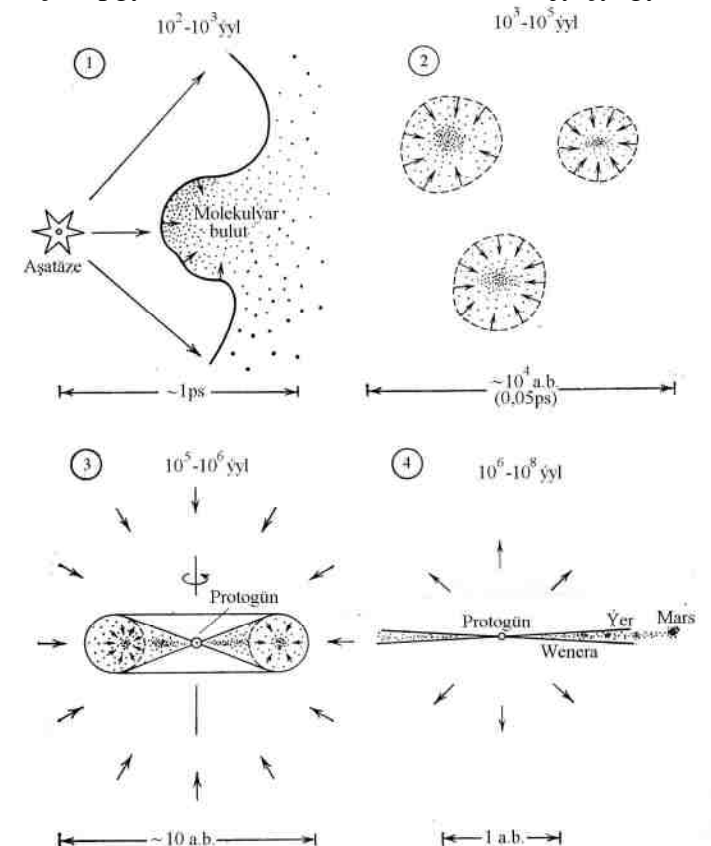 10²-10³ ýyl
1
Aşatäze
Molekulýar
bulut
~1ps
10³-10⁵ ýyl
2
~10⁴ a.b.
(0,05ps)
3
10⁵-10⁶ ýyl
Protogün
~10 a.b.
4
10⁶-10⁸ ýyl
Protogün
Ýer
Mars
Wenera
1 a.b.